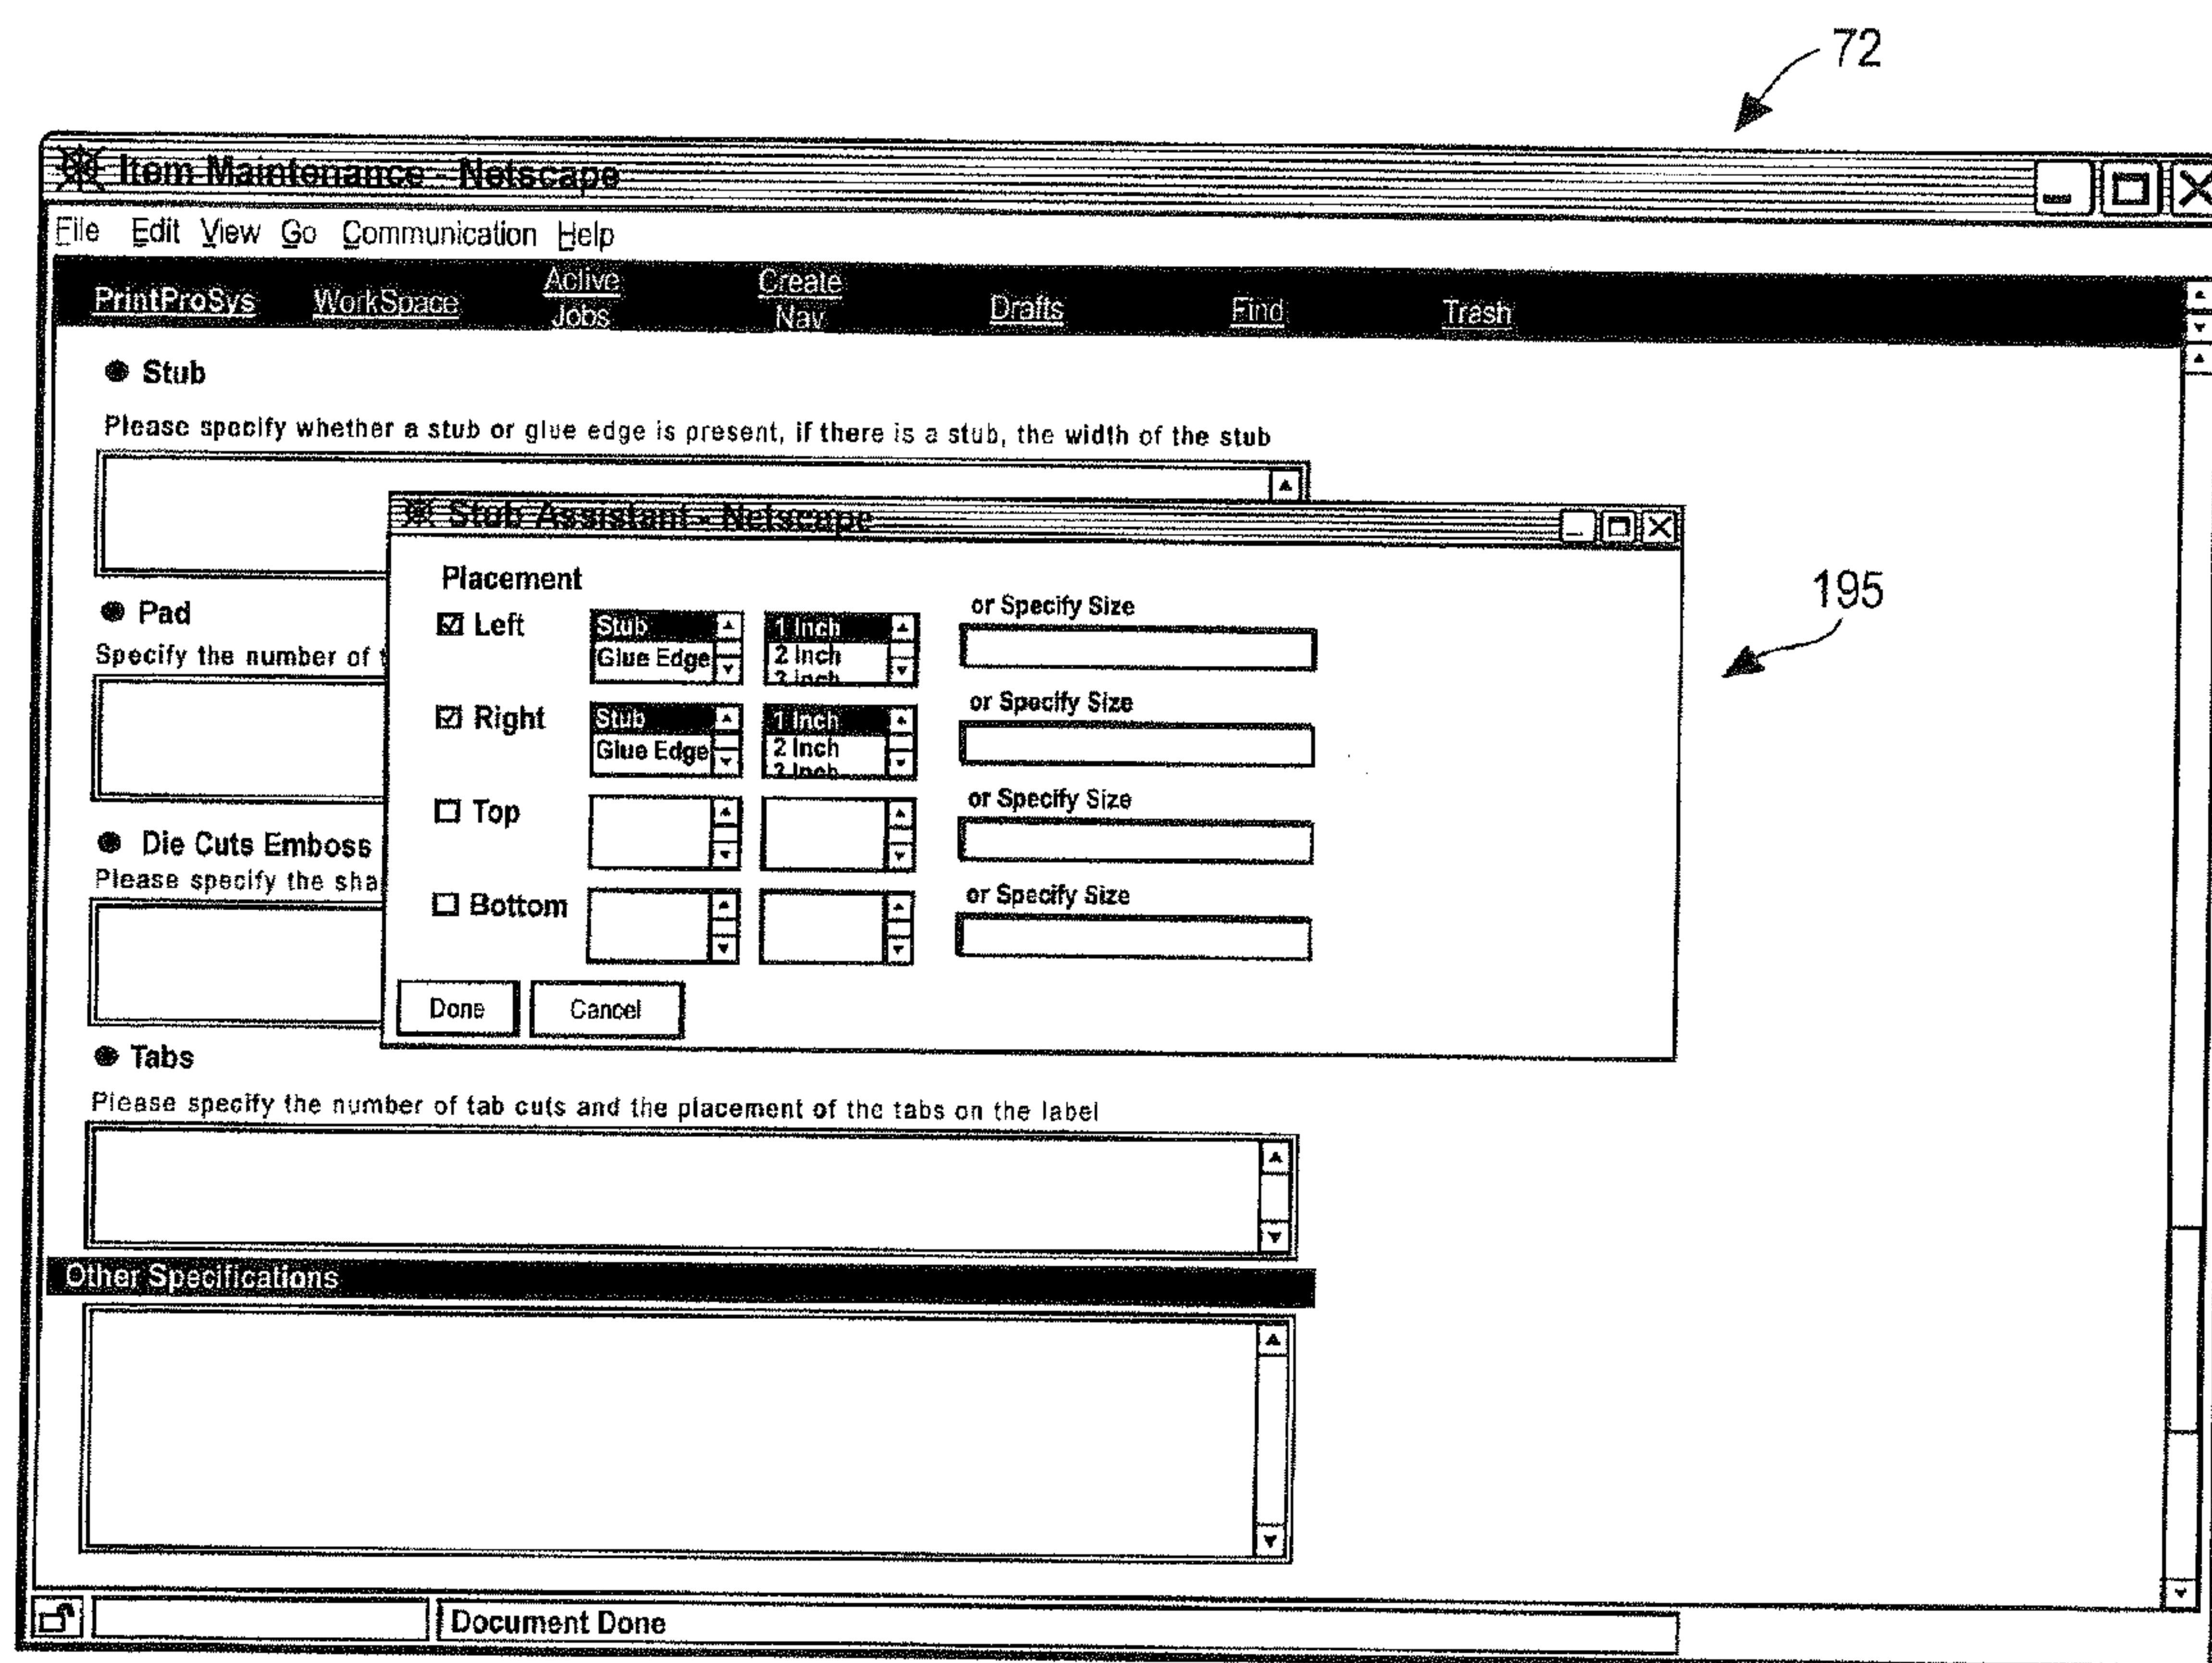 72
Item Maintenance - Netscape
File Edit View Go Communication Help
PrintProSys WorkSpace Active Jobs Create Nav Drafts Find Trash
Stub
Please specify whether a stub or glue edge is present, if there is a stub, the width of the stub
Stub Assistant - Netscape
Placement
195
Left Stub Glue Edge 1 Inch 2 Inch or Specify Size
Right Stub Glue Edge 1 Inch 2 Inch or Specify Size
Top or Specify Size
Bottom or Specify Size
Done Cancel
Pad
Specify the number of
Die Cuts Emboss
Please specify the sha
Tabs
Please specify the number of tab cuts and the placement of the tabs on the label
Other Specifications
Document Done